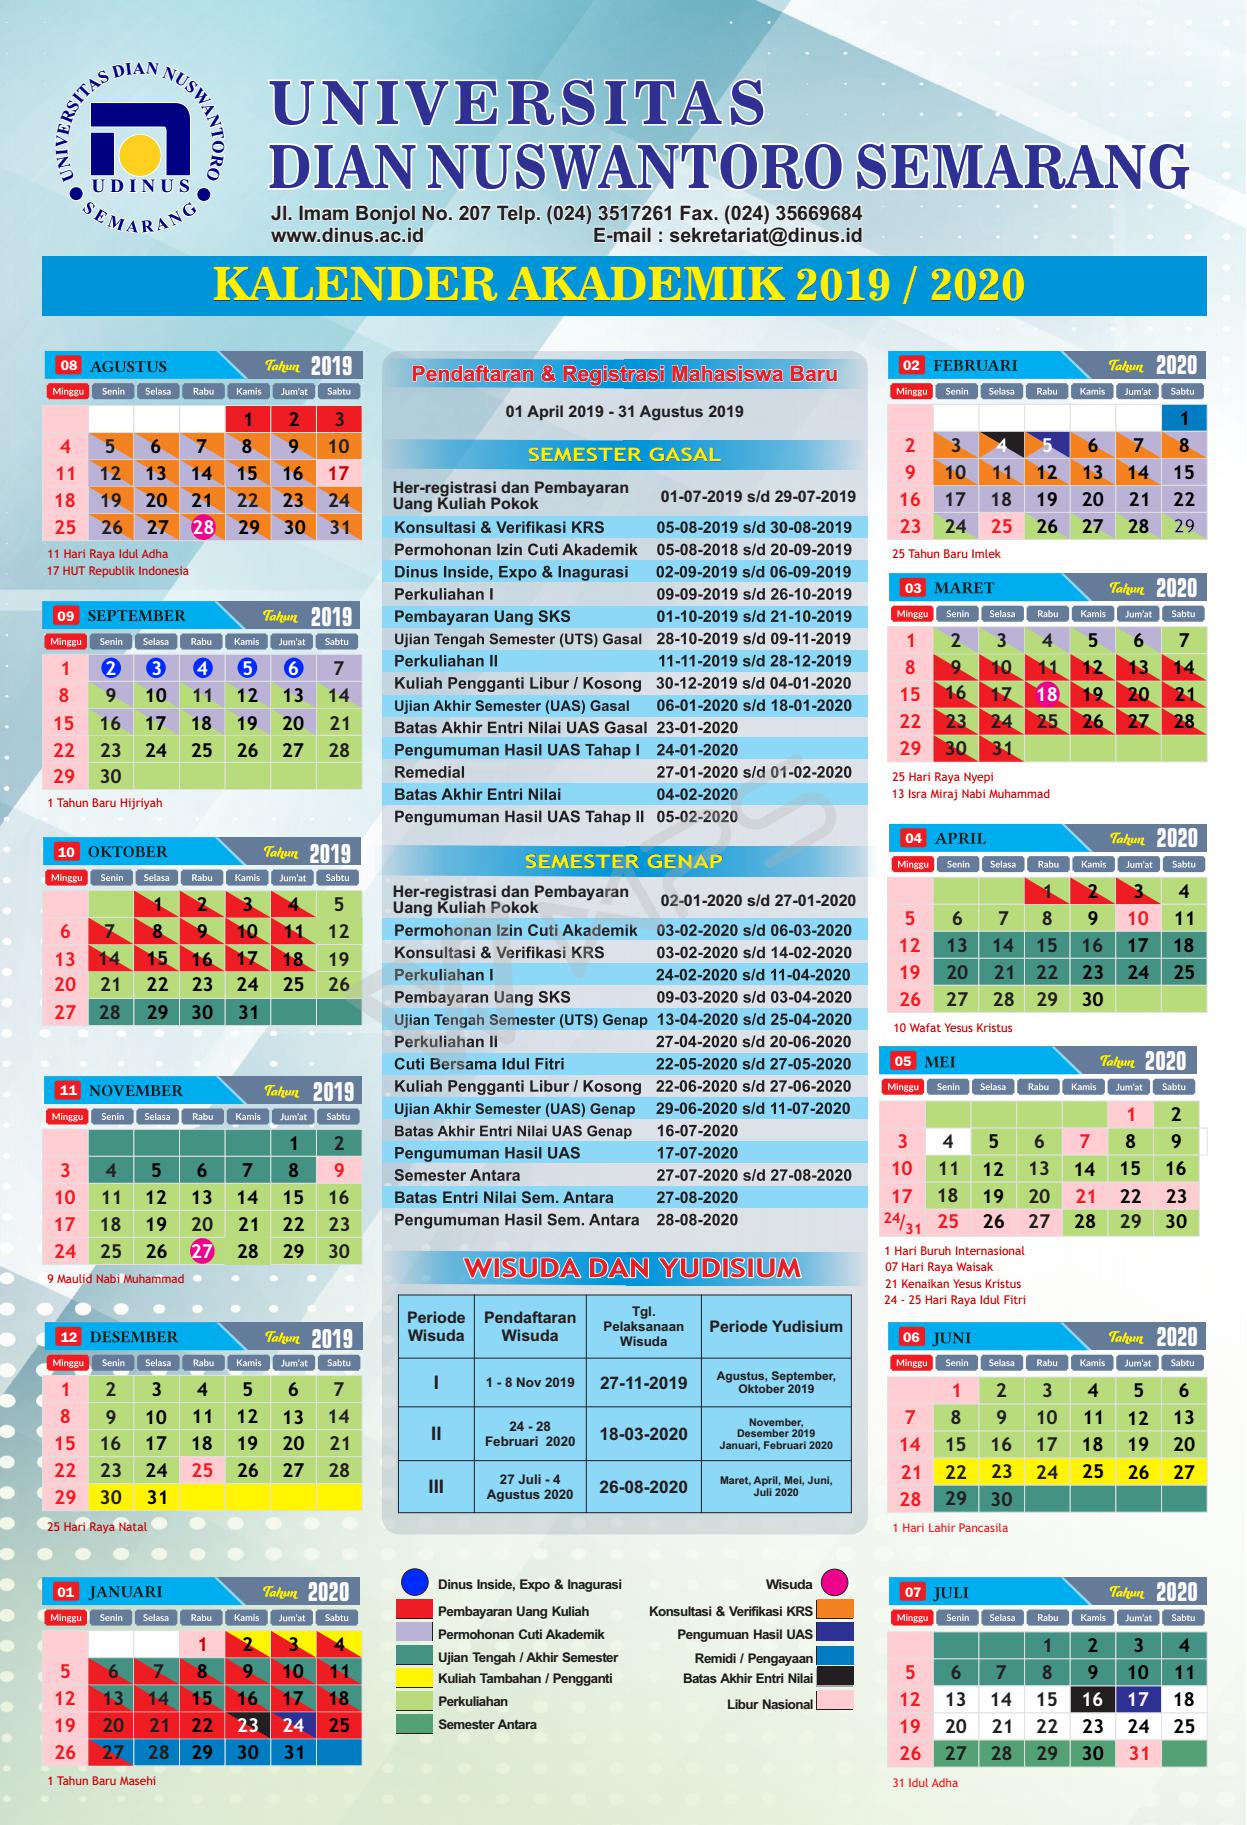 UNIVERSITAS DIAN NUSWANTORO
UDINUS
SEMARANG
UNIVERSITAS
DIAN NUSWANTORO SEMARANG
Jl. Imam Bonjol No. 207 Telp. (024) 3517261 Fax. (024) 35669684
www.dinus.ac.id E-mail : sekretariat@dinus.id
KALENDER AKADEMIK 2019 / 2020
08 AGUSTUS Tahun 2019
Minggu Senin Selasa Rabu Kamis Jum'at Sabtu
1 2 3
4 5 6 7 8 9 10
11 12 13 14 15 16 17
18 19 20 21 22 23 24
25 26 27 28 29 30 31
11 Hari Raya Idul Adha
17 HUT Republik Indonesia
09 SEPTEMBER Tahun 2019
Minggu Senin Selasa Rabu Kamis Jum'at Sabtu
1 2 3 4 5 6 7
8 9 10 11 12 13 14
15 16 17 18 19 20 21
22 23 24 25 26 27 28
29 30
1 Tahun Baru Hijriyah
10 OKTOBER Tahun 2019
Minggu Senin Selasa Rabu Kamis Jum'at Sabtu
1 2 3 4 5
6 7 8 9 10 11 12
13 14 15 16 17 18 19
20 21 22 23 24 25 26
27 28 29 30 31
11 NOVEMBER Tahun 2019
Minggu Senin Selasa Rabu Kamis Jum'at Sabtu
1 2
3 4 5 6 7 8 9
10 11 12 13 14 15 16
17 18 19 20 21 22 23
24 25 26 27 28 29 30
9 Maulid Nabi Muhammad
12 DESEMBER Tahun 2019
Minggu Senin Selasa Rabu Kamis Jum'at Sabtu
1 2 3 4 5 6 7
8 9 10 11 12 13 14
15 16 17 18 19 20 21
22 23 24 25 26 27 28
29 30 31
25 Hari Raya Natal
01 JANUARI Tahun 2020
Minggu Senin Selasa Rabu Kamis Jum'at Sabtu
1 2 3 4
5 6 7 8 9 10 11
12 13 14 15 16 17 18
19 20 21 22 23 24 25
26 27 28 29 30 31
1 Tahun Baru Masehi
Pendaftaran & Registrasi Mahasiswa Baru
01 April 2019 - 31 Agustus 2019
SEMESTER GASAL
Her-registrasi dan Pembayaran
Uang Kuliah Pokok 01-07-2019 s/d 29-07-2019
Konsultasi & Verifikasi KRS 05-08-2019 s/d 30-08-2019
Permohonan Izin Cuti Akademik 05-08-2018 s/d 20-09-2019
Dinus Inside, Expo & Inagurasi 02-09-2019 s/d 06-09-2019
Perkuliahan I 09-09-2019 s/d 26-10-2019
Pembayaran Uang SKS 01-10-2019 s/d 21-10-2019
Ujian Tengah Semester (UTS) Gasal 28-10-2019 s/d 09-11-2019
Perkuliahan II 11-11-2019 s/d 28-12-2019
Kuliah Pengganti Libur / Kosong 30-12-2019 s/d 04-01-2020
Ujian Akhir Semester (UAS) Gasal 06-01-2020 s/d 18-01-2020
Batas Akhir Entri Nilai UAS Gasal 23-01-2020
Pengumuman Hasil UAS Tahap I 24-01-2020
Remedial 27-01-2020 s/d 01-02-2020
Batas Akhir Entri Nilai 04-02-2020
Pengumuman Hasil UAS Tahap II 05-02-2020
SEMESTER GENAP
Her-registrasi dan Pembayaran
Uang Kuliah Pokok 02-01-2020 s/d 27-01-2020
Permohonan Izin Cuti Akademik 03-02-2020 s/d 06-03-2020
Konsultasi & Verifikasi KRS 03-02-2020 s/d 14-02-2020
Perkuliahan I 24-02-2020 s/d 11-04-2020
Pembayaran Uang SKS 09-03-2020 s/d 03-04-2020
Ujian Tengah Semester (UTS) Genap 13-04-2020 s/d 25-04-2020
Perkuliahan II 27-04-2020 s/d 20-06-2020
Cuti Bersama Idul Fitri 22-05-2020 s/d 27-05-2020
Kuliah Pengganti Libur / Kosong 22-06-2020 s/d 27-06-2020
Ujian Akhir Semester (UAS) Genap 29-06-2020 s/d 11-07-2020
Batas Akhir Entri Nilai UAS Genap 16-07-2020
Pengumuman Hasil UAS 17-07-2020
Semester Antara 27-07-2020 s/d 27-08-2020
Batas Entri Nilai Sem. Antara 27-08-2020
Pengumuman Hasil Sem. Antara 28-08-2020
WISUDA DAN YUDISIUM
Periode Wisuda Pendaftaran Wisuda Tgl. Pelaksanaan Wisuda Periode Yudisium
I 1 - 8 Nov 2019 27-11-2019 Agustus, September, Oktober 2019
II 24 - 28 Februari 2020 18-03-2020 November, Desember 2019 Januari, Februari 2020
III 27 Juli - 4 Agustus 2020 26-08-2020 Maret, April, Mei, Juni, Juli 2020
Dinus Inside, Expo & Inagurasi
Pembayaran Uang Kuliah
Permohonan Cuti Akademik
Ujian Tengah / Akhir Semester
Kuliah Tambahan / Pengganti
Perkuliahan
Semester Antara
Wisuda
Konsultasi & Verifikasi KRS
Pengumuan Hasil UAS
Remidi / Pengayaan
Batas Akhir Entri Nilai
Libur Nasional
02 FEBRUARI Tahun 2020
Minggu Senin Selasa Rabu Kamis Jum'at Sabtu
1
2 3 4 5 6 7 8
9 10 11 12 13 14 15
16 17 18 19 20 21 22
23 24 25 26 27 28 29
25 Tahun Baru Imlek
03 MARET Tahun 2020
Minggu Senin Selasa Rabu Kamis Jum'at Sabtu
1 2 3 4 5 6 7
8 9 10 11 12 13 14
15 16 17 18 19 20 21
22 23 24 25 26 27 28
29 30 31
25 Hari Raya Nyepi
13 Isra Miraj Nabi Muhammad
04 APRIL Tahun 2020
Minggu Senin Selasa Rabu Kamis Jum'at Sabtu
1 2 3 4
5 6 7 8 9 10 11
12 13 14 15 16 17 18
19 20 21 22 23 24 25
26 27 28 29 30
10 Wafat Yesus Kristus
05 MEI Tahun 2020
Minggu Senin Selasa Rabu Kamis Jum'at Sabtu
1 2
3 4 5 6 7 8 9
10 11 12 13 14 15 16
17 18 19 20 21 22 23
24/31 25 26 27 28 29 30
1 Hari Buruh Internasional
07 Hari Raya Waisak
21 Kenaikan Yesus Kristus
24 - 25 Hari Raya Idul Fitri
06 JUNI Tahun 2020
Minggu Senin Selasa Rabu Kamis Jum'at Sabtu
1 2 3 4 5 6
7 8 9 10 11 12 13
14 15 16 17 18 19 20
21 22 23 24 25 26 27
28 29 30
1 Hari Lahir Pancasila
07 JULI Tahun 2020
Minggu Senin Selasa Rabu Kamis Jum'at Sabtu
1 2 3 4
5 6 7 8 9 10 11
12 13 14 15 16 17 18
19 20 21 22 23 24 25
26 27 28 29 30 31
31 Idul Adha